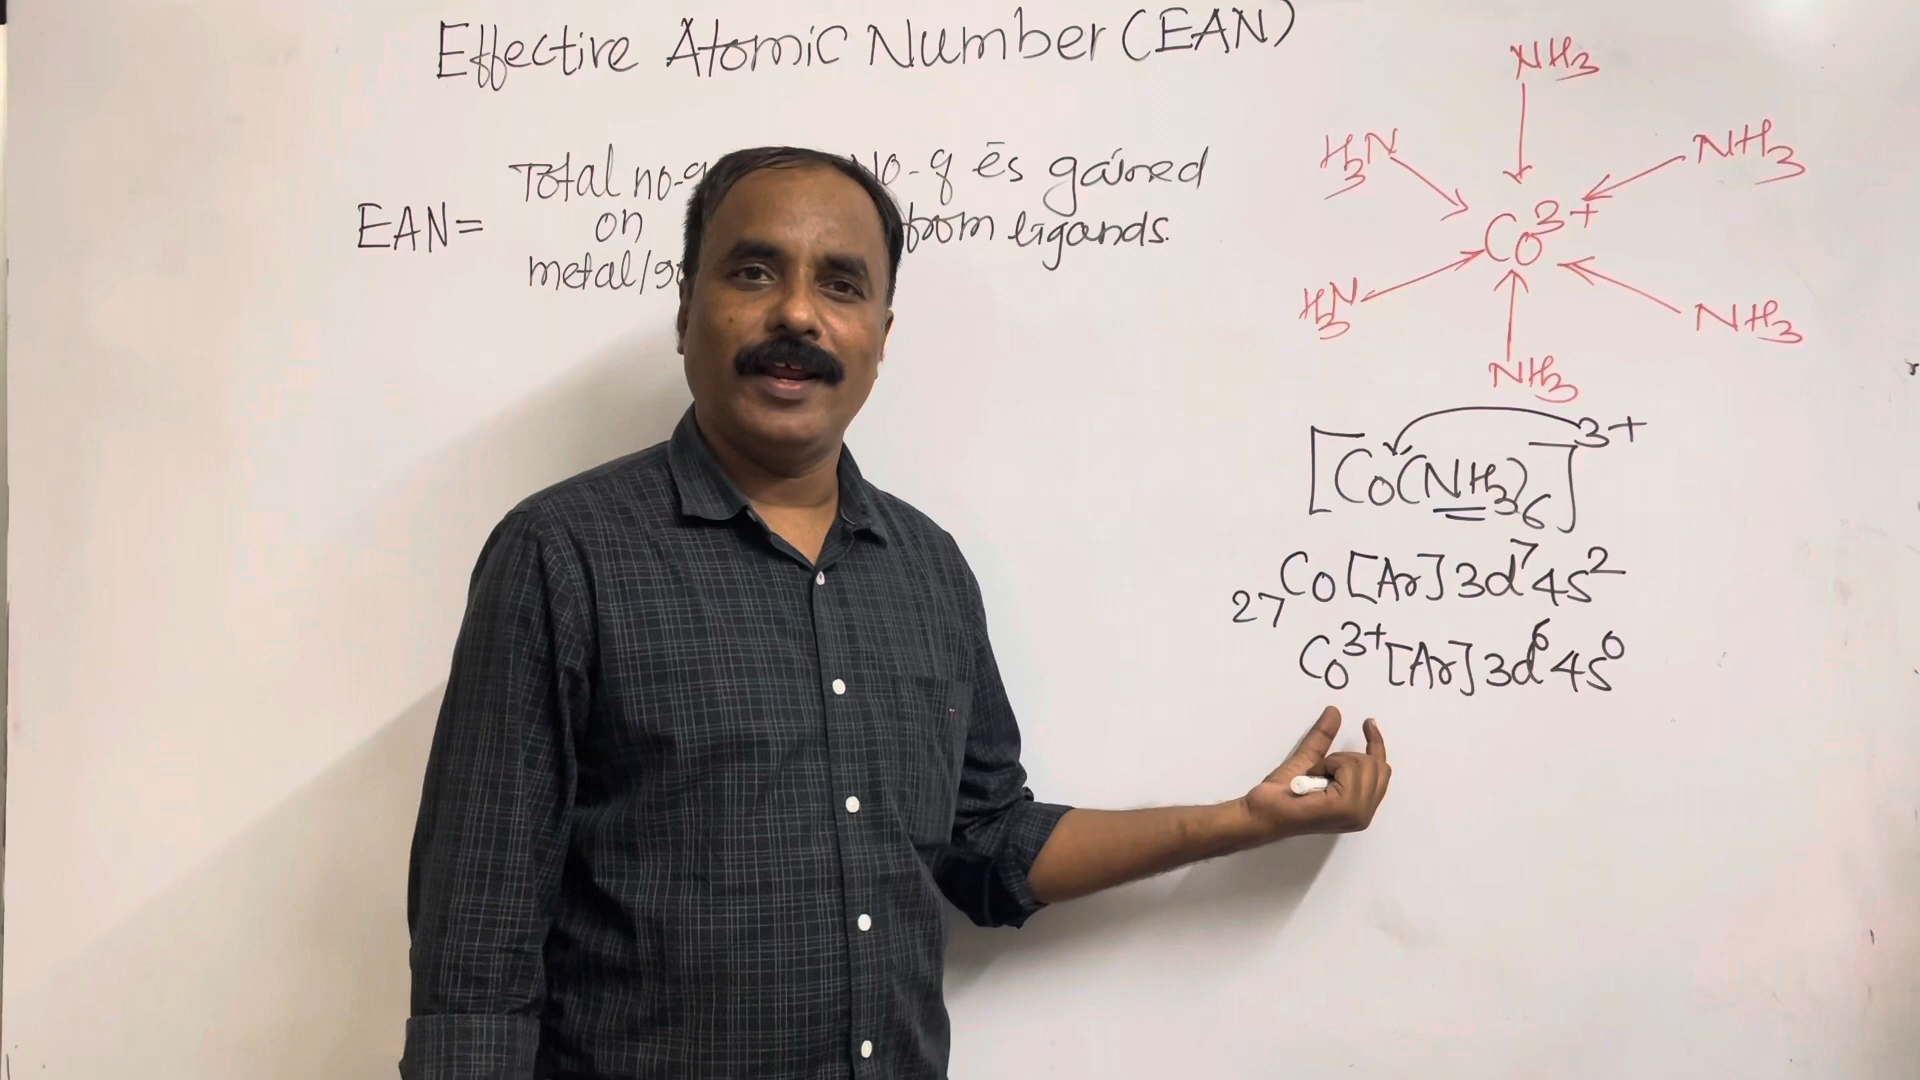 Effective Atomic Number (EAN)
Total no-of No-of ēs gained
EAN= on from ligands.
metal/
NH3
H3N NH3
Co3+
H3N NH3
NH3
[Co(NH3)6]3+
27Co [Ar] 3d7 4s2
Co3+ [Ar] 3d6 4s0